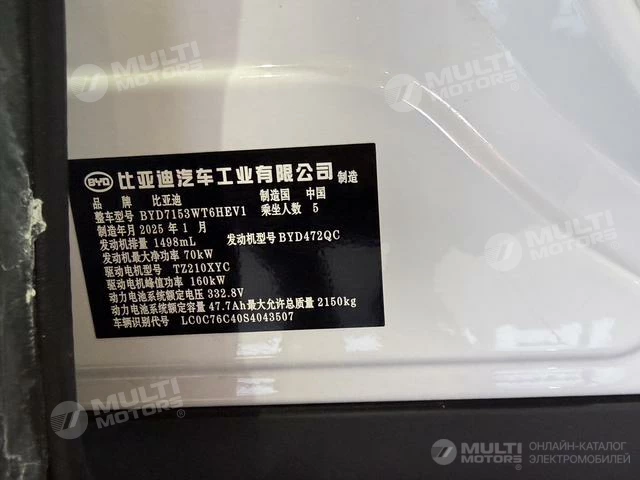 MULTI
MOTORS®
MULTI
MOTORS®
BYD 比亚迪汽车工业有限公司 制造
品 牌 比亚迪 制造国 中国
整车型号 BYD7153WT6HEV1 乘坐人数 5
制造年月 2025 年 1 月
发动机排量 1498mL 发动机型号 BYD472QC
发动机最大净功率 70kW
驱动电机型号 TZ210XYC
驱动电机峰值功率 160kW
动力电池系统额定电压 332.8V
动力电池系统额定容量 47.7Ah 最大允许总质量 2150kg
车辆识别代号 LC0C76C40S4043507
MULTI
MOTORS®
MULTI
MOTORS®
MULTI
MOTORS®
ОНЛАЙН-КАТАЛОГ
ЭЛЕКТРОМОБИЛЕЙ